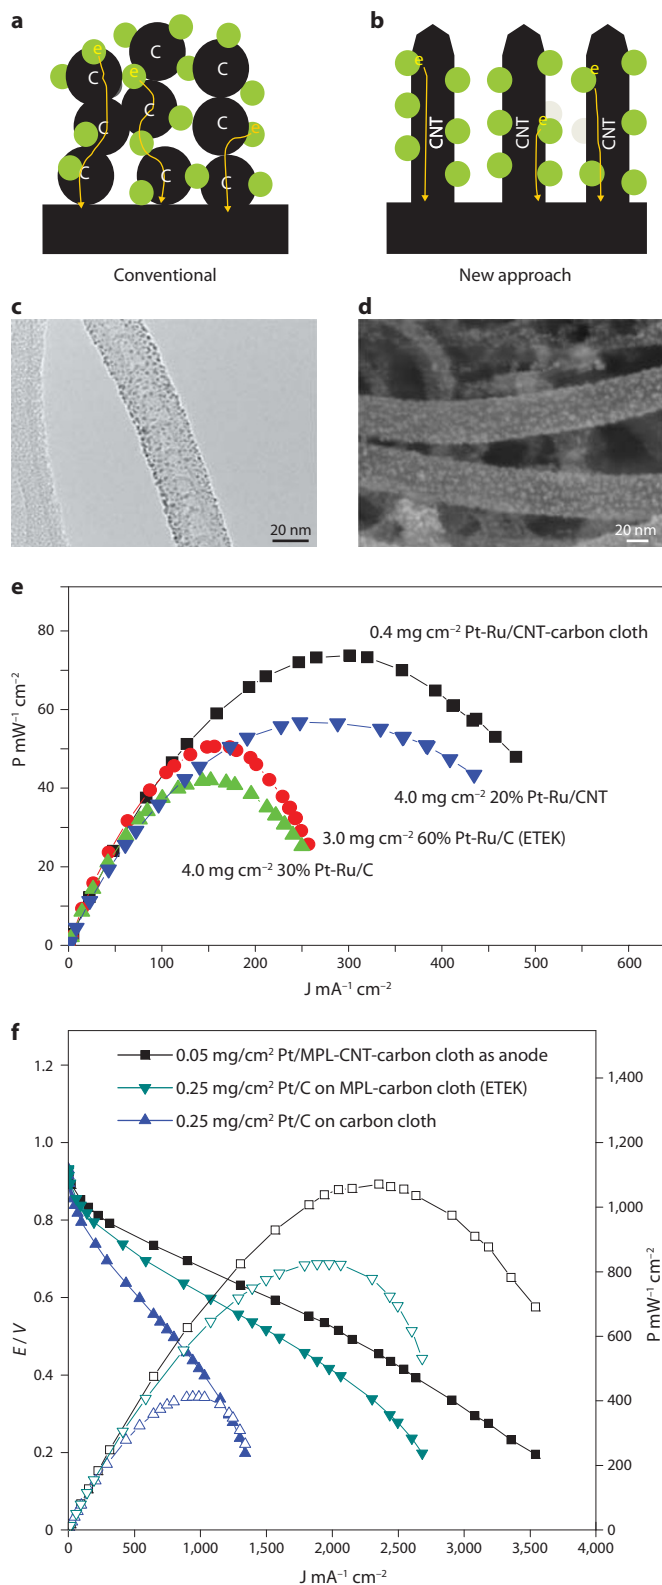 a
b
e
e
e
C
C
C
C
C
C
C
C
C
e
e
e
CNT
CNT
CNT
Conventional
New approach
c
d
20 nm
20 nm
e
80
60
40
20
0
P mW⁻¹ cm⁻²
0.4 mg cm⁻² Pt-Ru/CNT-carbon cloth
4.0 mg cm⁻² 20% Pt-Ru/CNT
3.0 mg cm⁻² 60% Pt-Ru/C (ETEK)
4.0 mg cm⁻² 30% Pt-Ru/C
0 100 200 300 400 500 600
J mA⁻¹ cm⁻²
f
0.05 mg/cm² Pt/MPL-CNT-carbon cloth as anode
0.25 mg/cm² Pt/C on MPL-carbon cloth (ETEK)
0.25 mg/cm² Pt/C on carbon cloth
1.2
1.0
0.8
0.6
0.4
0.2
0
E / V
1,400
1,200
1,000
800
600
400
200
0
P mW⁻¹ cm⁻²
0 500 1,000 1,500 2,000 2,500 3,000 3,500 4,000
J mA⁻¹ cm⁻²